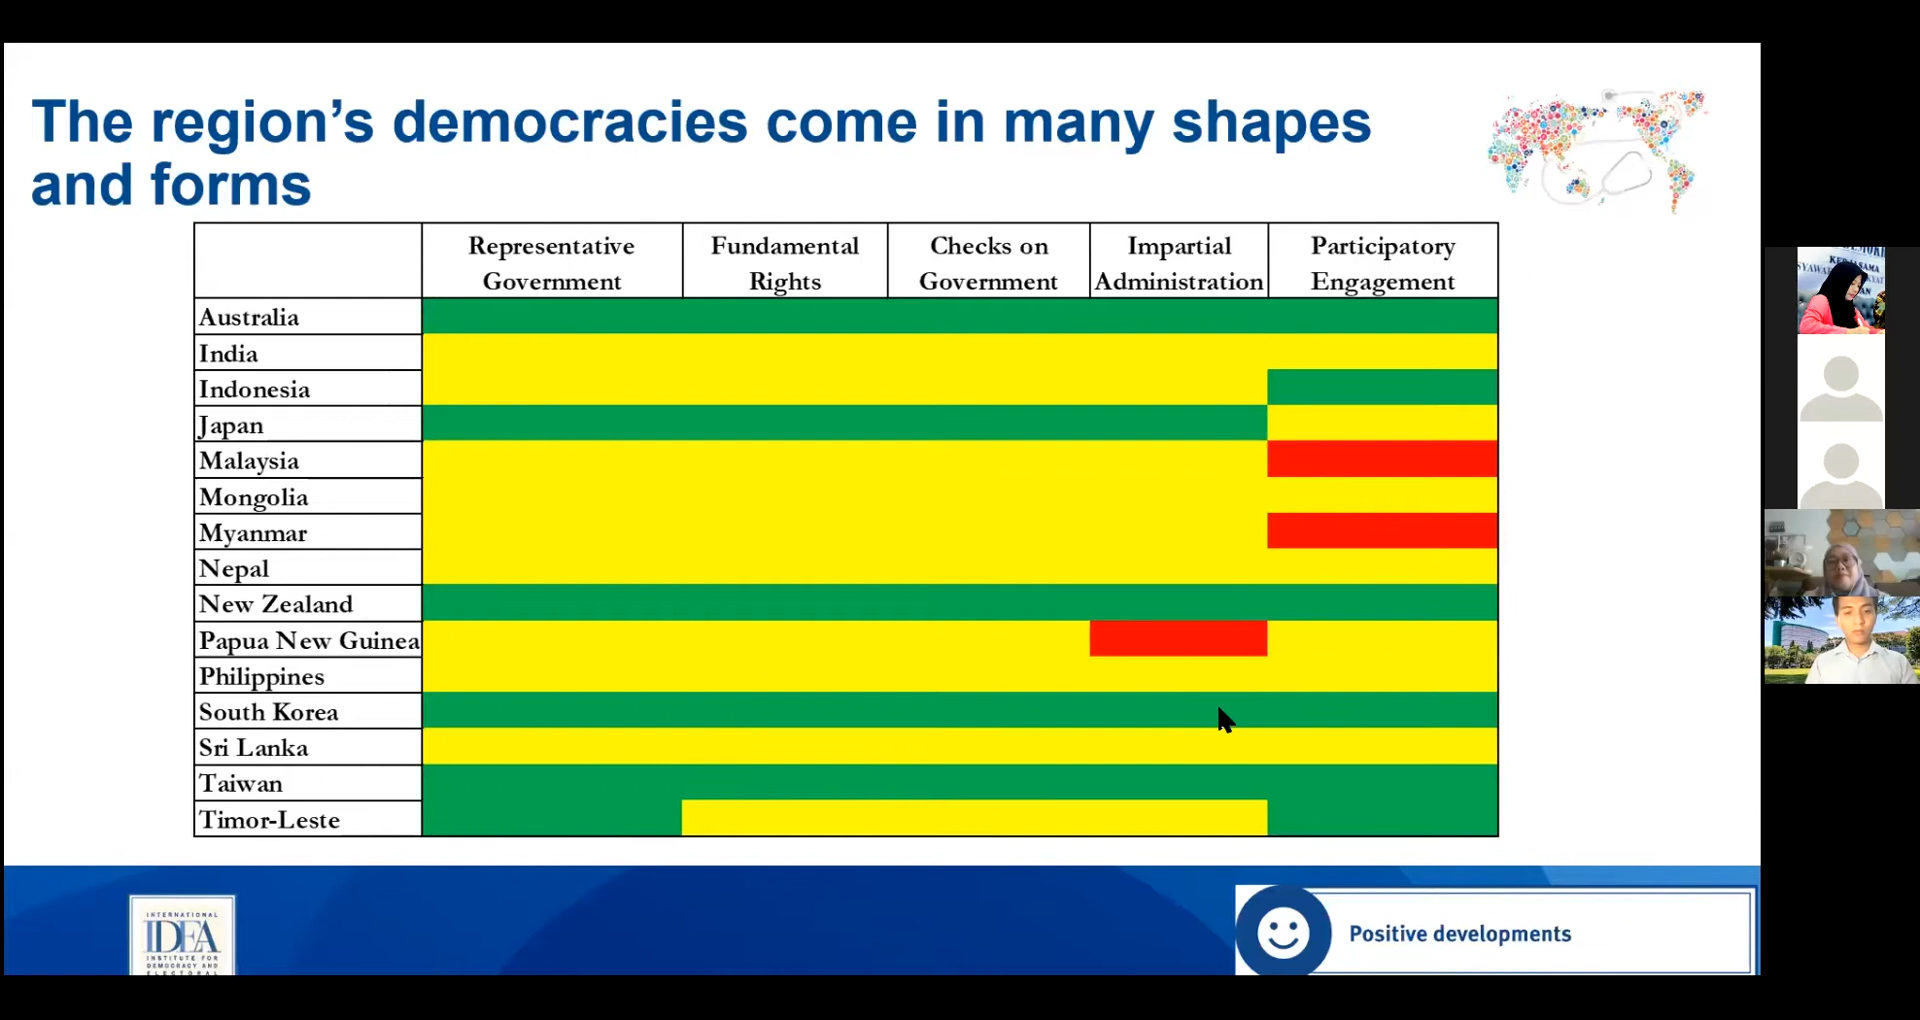 The region's democracies come in many shapes
and forms
Representative Government
Fundamental Rights
Checks on Government
Impartial Administration
Participatory Engagement
Australia
India
Indonesia
Japan
Malaysia
Mongolia
Myanmar
Nepal
New Zealand
Papua New Guinea
Philippines
South Korea
Sri Lanka
Taiwan
Timor-Leste
INTERNATIONAL
IDEA
INSTITUTE FOR
DEMOCRACY AND
ELECTORAL
Positive developments